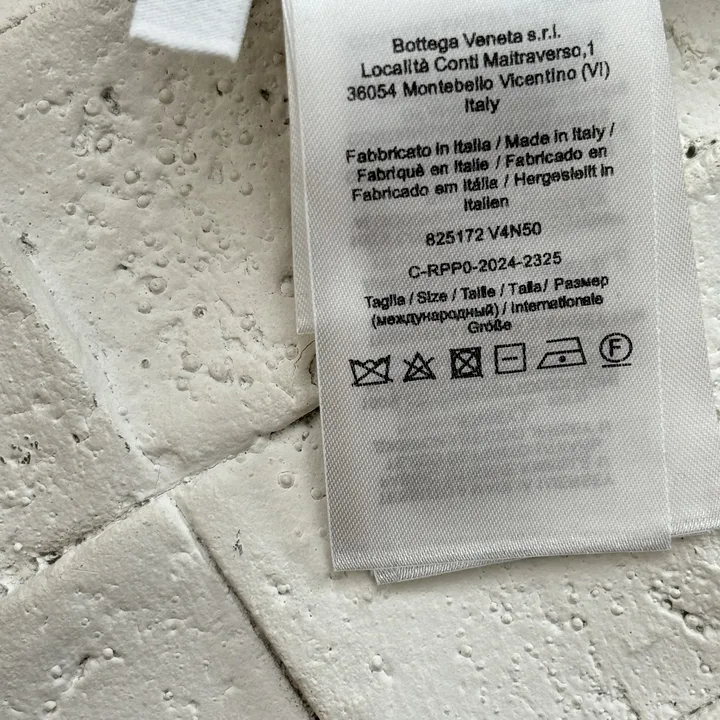 Bottega Veneta s.r.l.
Località Conti Maltraverso,1
36054 Montebello Vicentino (VI)
Italy
Fabbricato in Italia / Made in Italy /
Fabriqué en Italie / Fabricado en
Fabricado em Itália / Hergestellt in
Italien
825172 V4N50
C-RPP0-2024-2325
Taglia / Size / Taille / Talla/ Размер
(международный) / Internationale
Größe
F